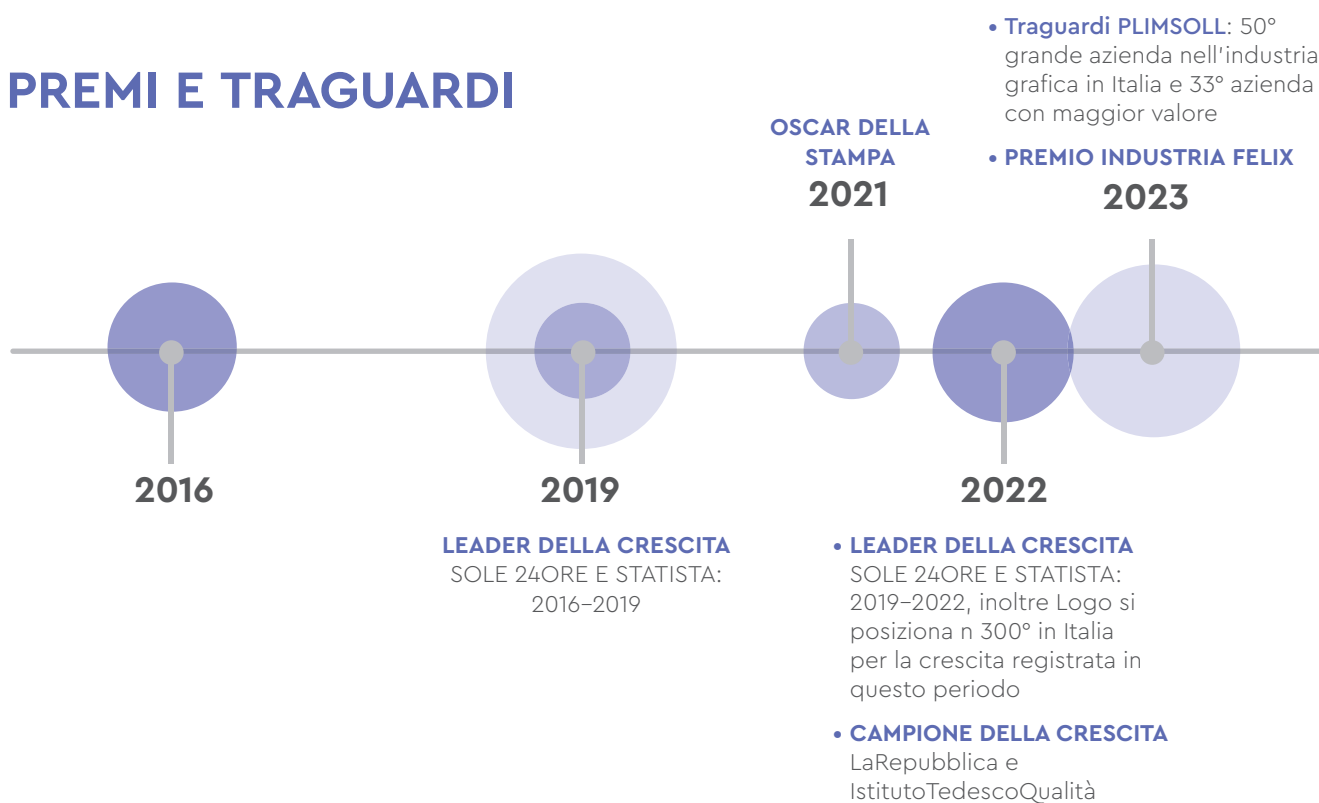 PREMI E TRAGUARDI
2016
2019
LEADER DELLA CRESCITA
SOLE 24ORE E STATISTA:
2016-2019
OSCAR DELLA
STAMPA
2021
2022
• LEADER DELLA CRESCITA
SOLE 24ORE E STATISTA:
2019-2022, inoltre Logo si
posiziona n 300° in Italia
per la crescita registrata in
questo periodo
• CAMPIONE DELLA CRESCITA
LaRepubblica e
IstitutoTedescoQualità
• Traguardi PLIMSOLL: 50°
grande azienda nell'industria
grafica in Italia e 33° azienda
con maggior valore
• PREMIO INDUSTRIA FELIX
2023